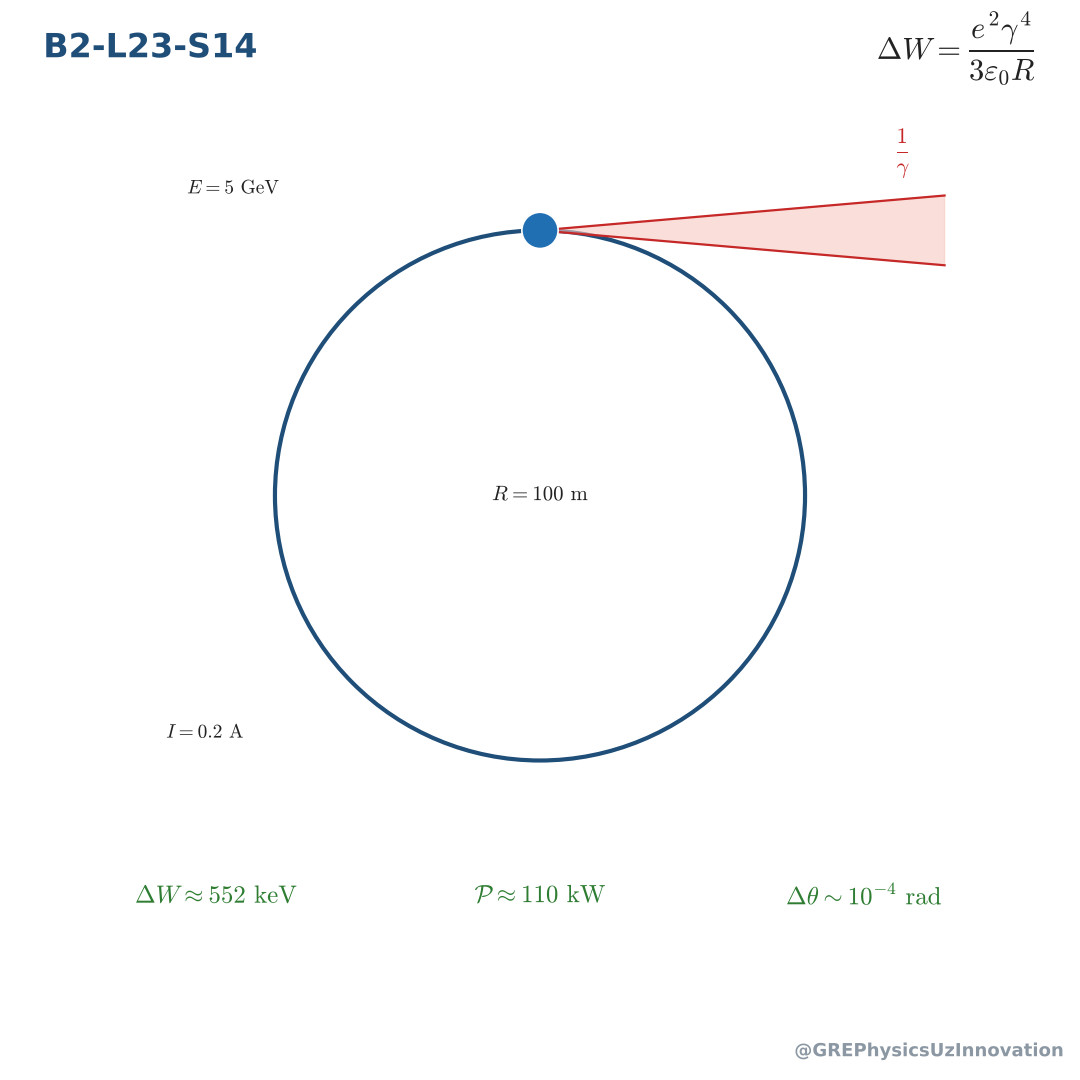 B2-L23-S14
ΔW = e²γ⁴ / 3ε₀R
1/γ
E = 5 GeV
R = 100 m
I = 0.2 A
ΔW ≈ 552 keV
𝒫 ≈ 110 kW
Δθ ∼ 10⁻⁴ rad
@GREPhysicsUzInnovation